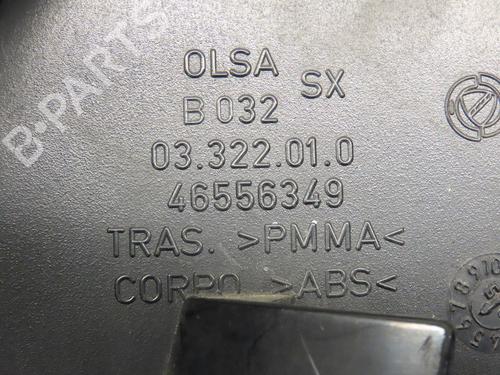 B-PARTS
OLSA SX
B 032
03.322.01.0
46556349
TRAS. >PMMA<
CORPO >ABS<